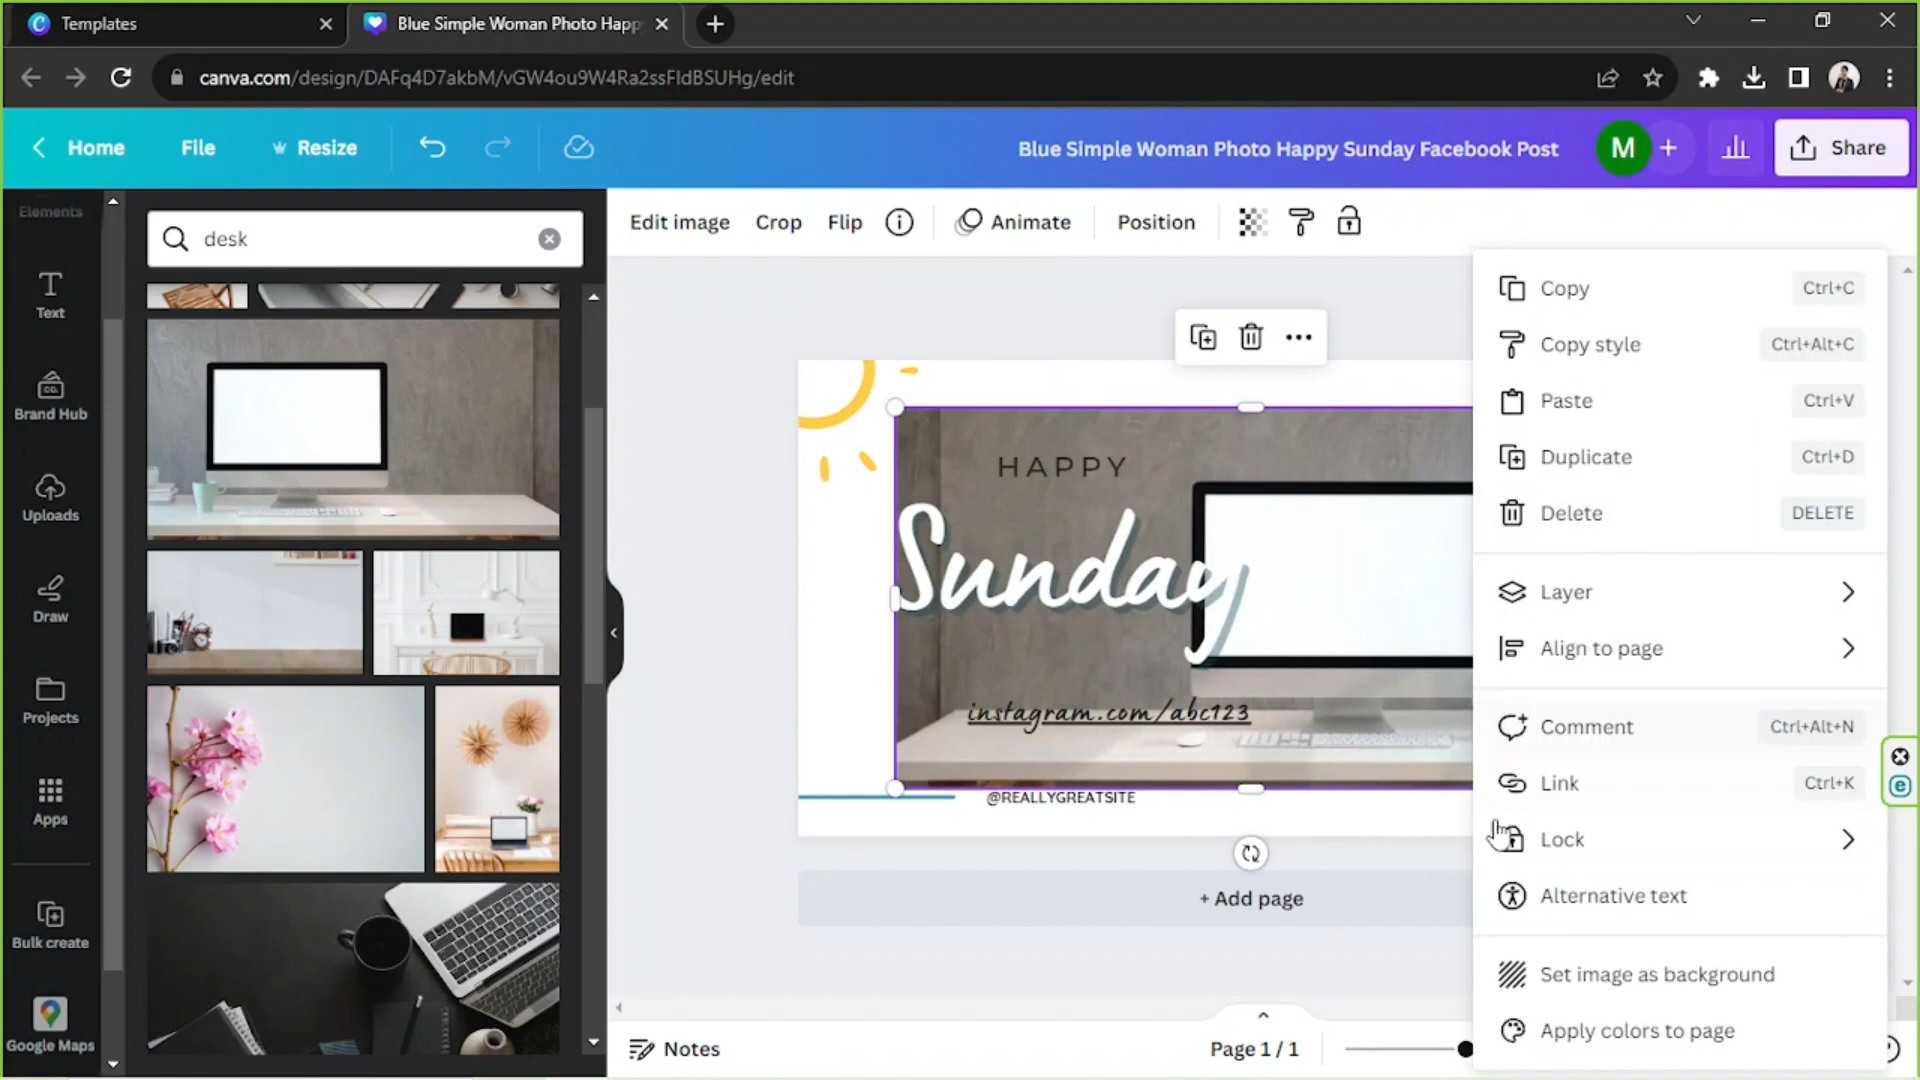 Templates
Blue Simple Woman Photo Happ
canva.com/design/DAFq4D7akbM/vGW4ou9W4Ra2ssFIdBSUHg/edit
Home
File
Resize
Blue Simple Woman Photo Happy Sunday Facebook Post
M
Share
Elements
Text
CO.
Brand Hub
Uploads
Draw
Projects
Apps
Bulk create
Google Maps
desk
Edit image
Crop
Flip
Animate
Position
HAPPY
Sunday
instagram.com/abc123
@REALLYGREATSITE
+ Add page
Notes
Page 1 / 1
Copy Ctrl+C
Copy style Ctrl+Alt+C
Paste Ctrl+V
Duplicate Ctrl+D
Delete DELETE
Layer
Align to page
Comment Ctrl+Alt+N
Link Ctrl+K
Lock
Alternative text
Set image as background
Apply colors to page